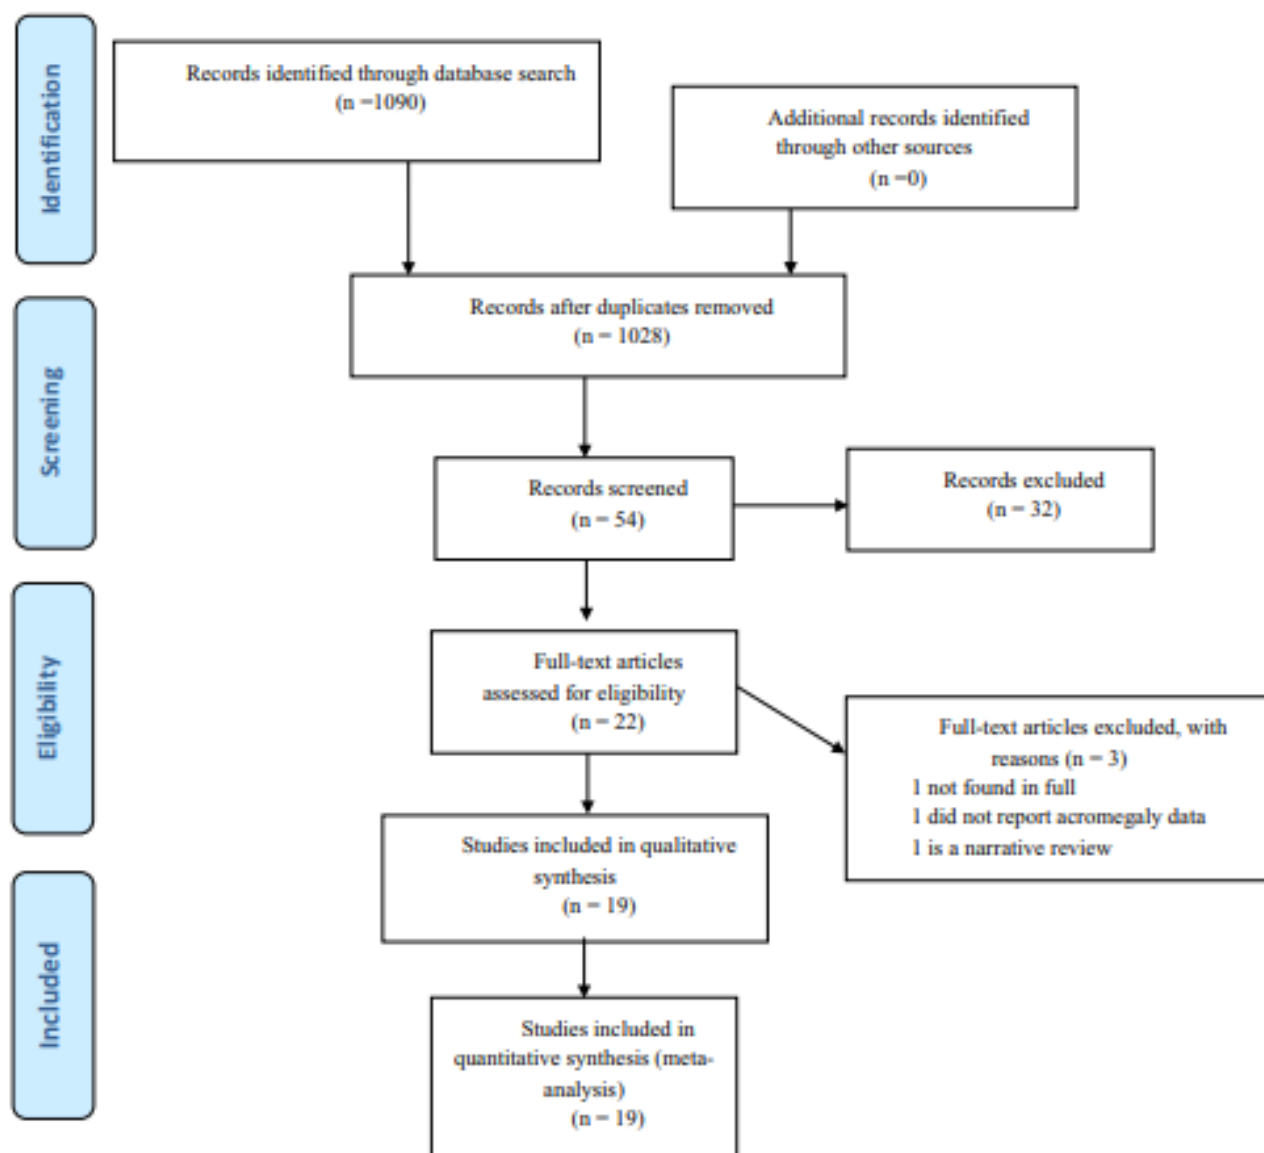 Identification
Records identified through database search
(n =1090)
Additional records identified
through other sources
(n =0)
Screening
Records after duplicates removed
(n = 1028)
Records screened
(n = 54)
Records excluded
(n = 32)
Eligibility
Full-text articles
assessed for eligibility
(n = 22)
Full-text articles excluded, with
reasons (n = 3)
1 not found in full
1 did not report acromegaly data
1 is a narrative review
Studies included in qualitative
synthesis
(n = 19)
Included
Studies included in
quantitative synthesis (meta-
analysis)
(n = 19)